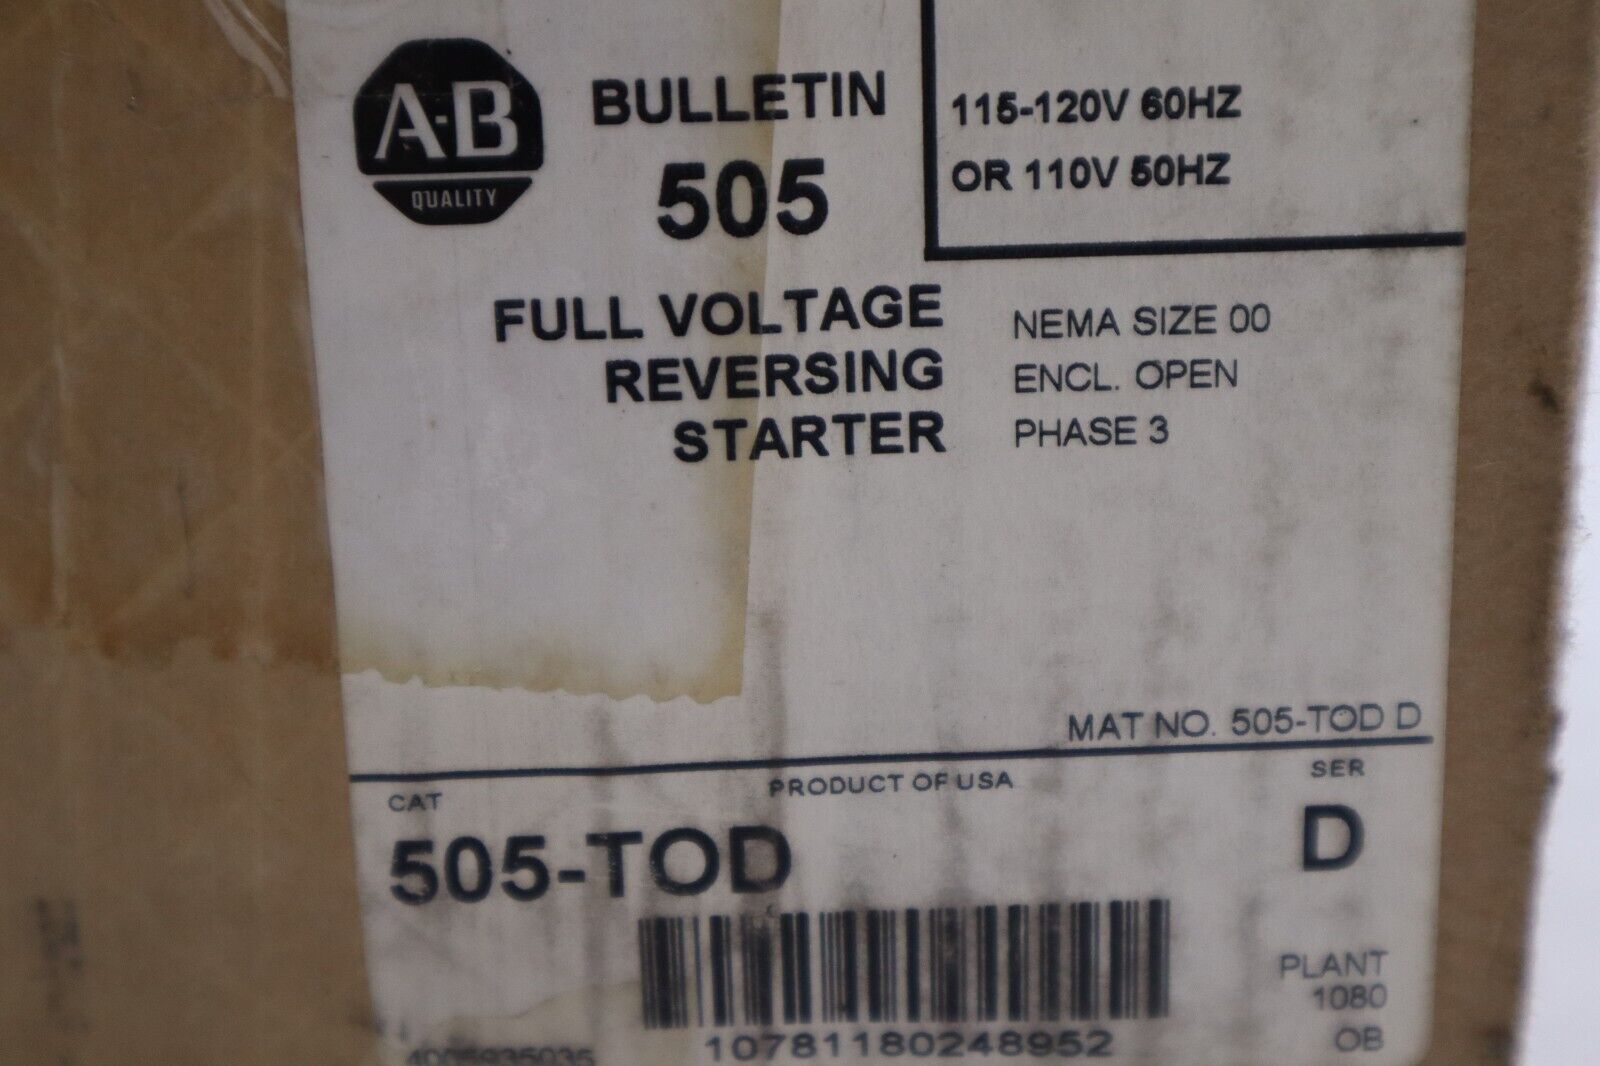 A-B
QUALITY
BULLETIN
505
115-120V 60HZ
OR 110V 50HZ
FULL VOLTAGE
REVERSING
STARTER
NEMA SIZE 00
ENCL. OPEN
PHASE 3
MAT NO. 505-TOD D
CAT
PRODUCT OF USA
SER
505-TOD
D
PLANT
1080
OB
10781180248952